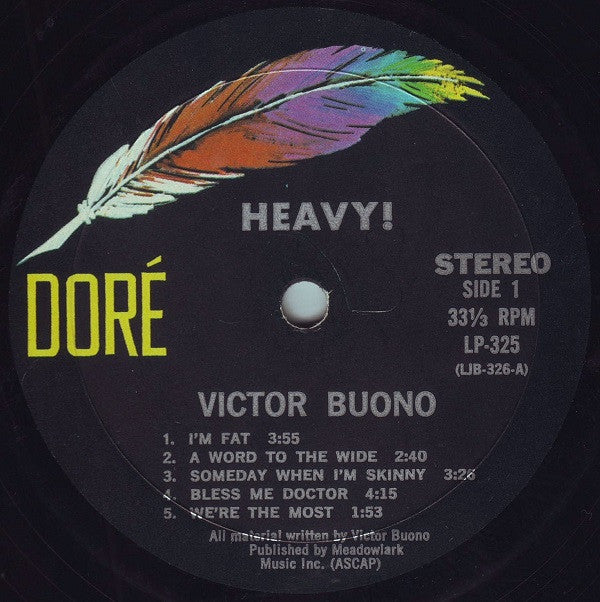 HEAVY!
DORÉ
STEREO
SIDE 1
33⅓ RPM
LP-325
(LJB-326-A)
VICTOR BUONO
1. I'M FAT 3:55
2. A WORD TO THE WIDE 2:40
3. SOMEDAY WHEN I'M SKINNY 3:26
4. BLESS ME DOCTOR 4:15
5. WE'RE THE MOST 1:53
All material written by Victor Buono
Published by Meadowlark
Music Inc. (ASCAP)